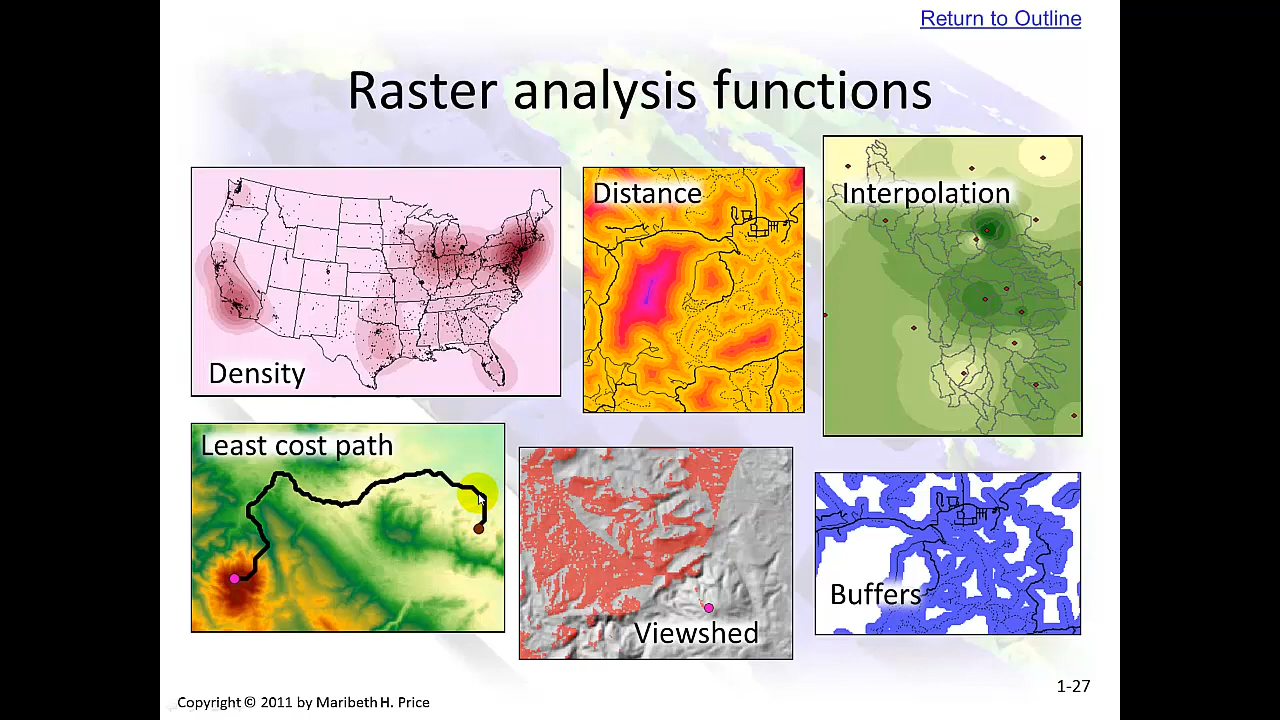 Return to Outline
Raster analysis functions
Density
Distance
Interpolation
Least cost path
Viewshed
Buffers
1-27
Copyright © 2011 by Maribeth H. Price